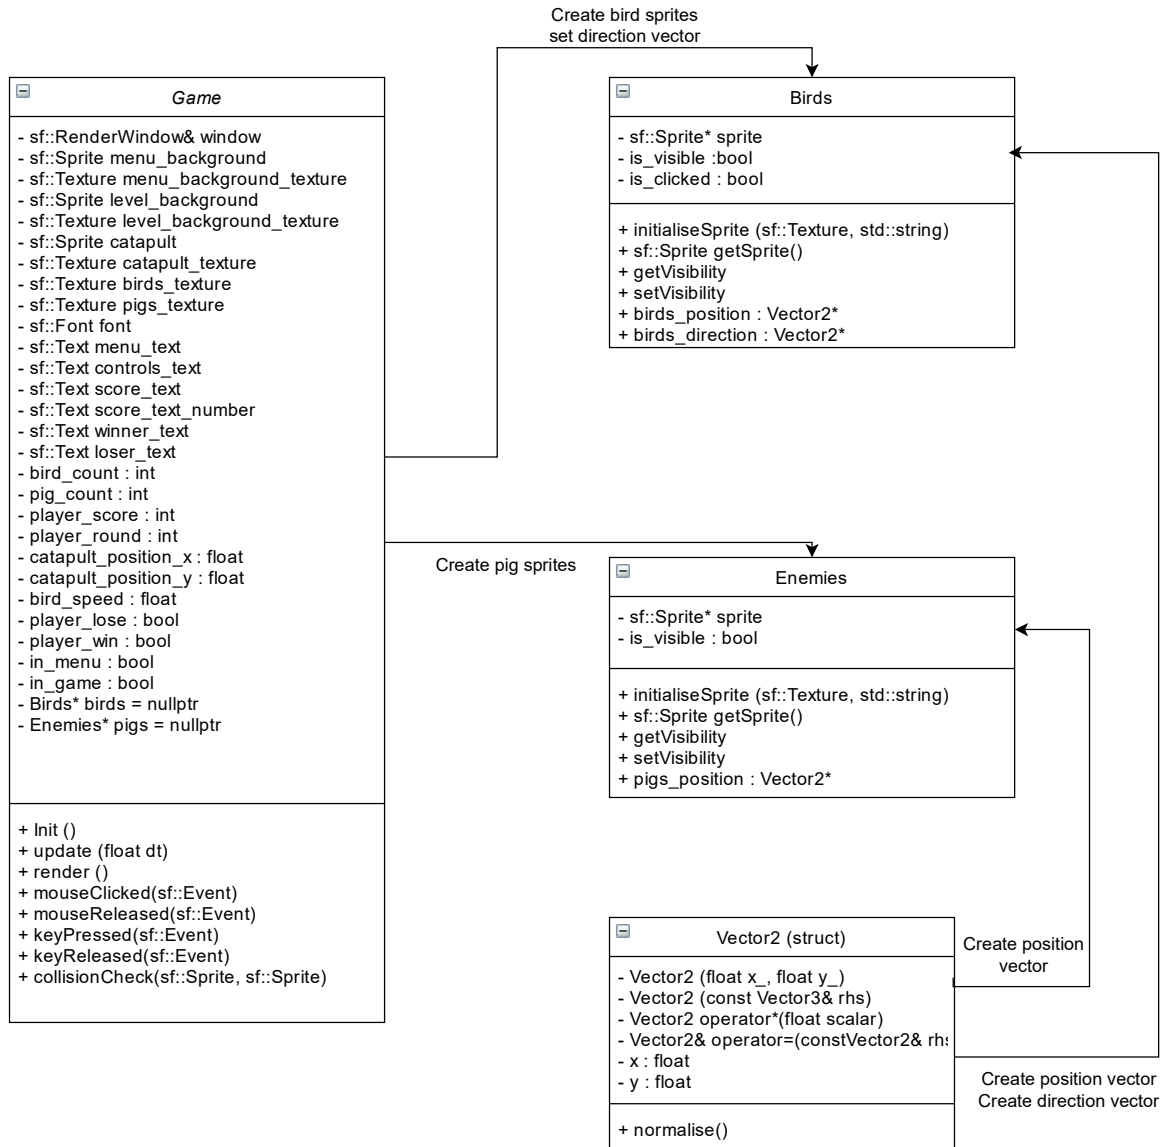 Create bird sprites
set direction vector
Game
- sf::RenderWindow& window
- sf::Sprite menu_background
- sf::Texture menu_background_texture
- sf::Sprite level_background
- sf::Texture level_background_texture
- sf::Sprite catapult
- sf::Texture catapult_texture
- sf::Texture birds_texture
- sf::Texture pigs_texture
- sf::Font font
- sf::Text menu_text
- sf::Text controls_text
- sf::Text score_text
- sf::Text score_text_number
- sf::Text winner_text
- sf::Text loser_text
- bird_count : int
- pig_count : int
- player_score : int
- player_round : int
- catapult_position_x : float
- catapult_position_y : float
- bird_speed : float
- player_lose : bool
- player_win : bool
- in_menu : bool
- in_game : bool
- Birds* birds = nullptr
- Enemies* pigs = nullptr
+ Init ()
+ update (float dt)
+ render ()
+ mouseClicked(sf::Event)
+ mouseReleased(sf::Event)
+ keyPressed(sf::Event)
+ keyReleased(sf::Event)
+ collisionCheck(sf::Sprite, sf::Sprite)
Birds
- sf::Sprite* sprite
- is_visible :bool
- is_clicked : bool
+ initialiseSprite (sf::Texture, std::string)
+ sf::Sprite getSprite()
+ getVisibility
+ setVisibility
+ birds_position : Vector2*
+ birds_direction : Vector2*
Create pig sprites
Enemies
- sf::Sprite* sprite
- is_visible : bool
+ initialiseSprite (sf::Texture, std::string)
+ sf::Sprite getSprite()
+ getVisibility
+ setVisibility
+ pigs_position : Vector2*
Vector2 (struct)
- Vector2 (float x_, float y_)
- Vector2 (const Vector3& rhs)
- Vector2 operator*(float scalar)
- Vector2& operator=(constVector2& rhs
- x : float
- y : float
+ normalise()
Create position
vector
Create position vector
Create direction vector